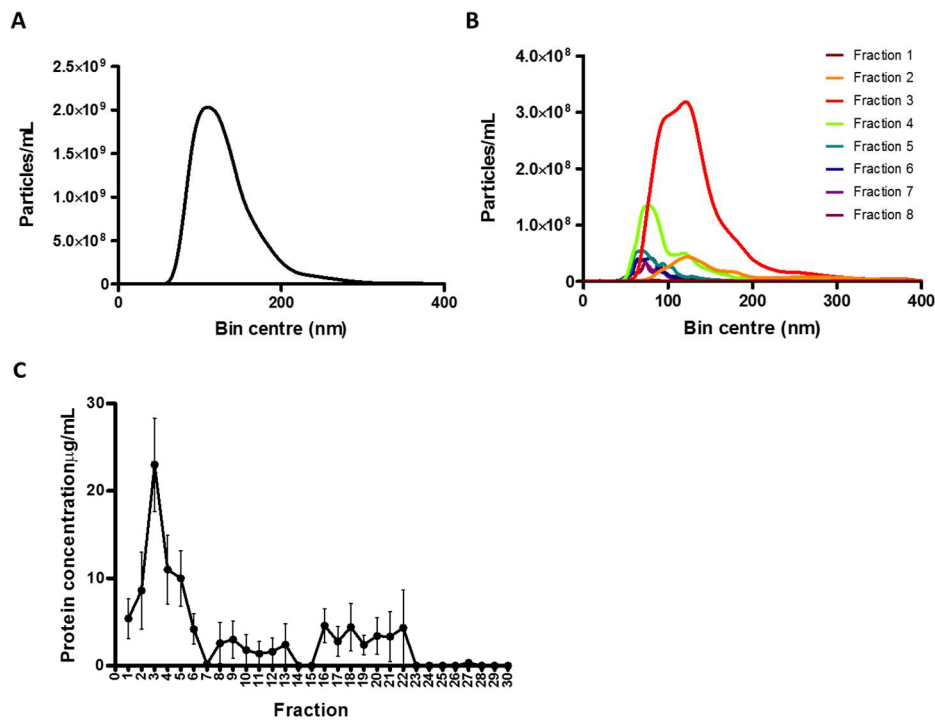 A
2.5×10⁹
2.0×10⁹
1.5×10⁹
1.0×10⁹
5.0×10⁸
0
Particles/mL
0 200 400
Bin centre (nm)
B
4.0×10⁸
3.0×10⁸
2.0×10⁸
1.0×10⁸
0
Particles/mL
0 100 200 300 400
Bin centre (nm)
Fraction 1
Fraction 2
Fraction 3
Fraction 4
Fraction 5
Fraction 6
Fraction 7
Fraction 8
C
30
20
10
0
Protein concentrationµg/mL
0 1 2 3 4 5 6 7 8 9 10 11 12 13 14 15 16 17 18 19 20 21 22 23 24 25 26 27 28 29 30
Fraction